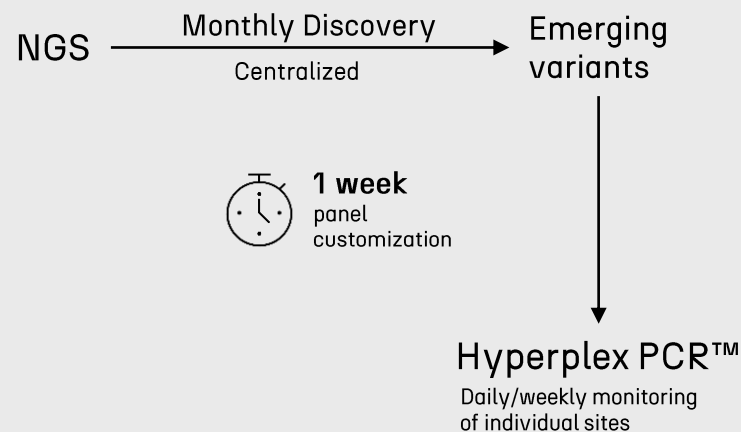 NGS
Monthly Discovery
Centralized
Emerging
variants
1 week
panel
customization
Hyperplex PCR™
Daily/weekly monitoring
of individual sites